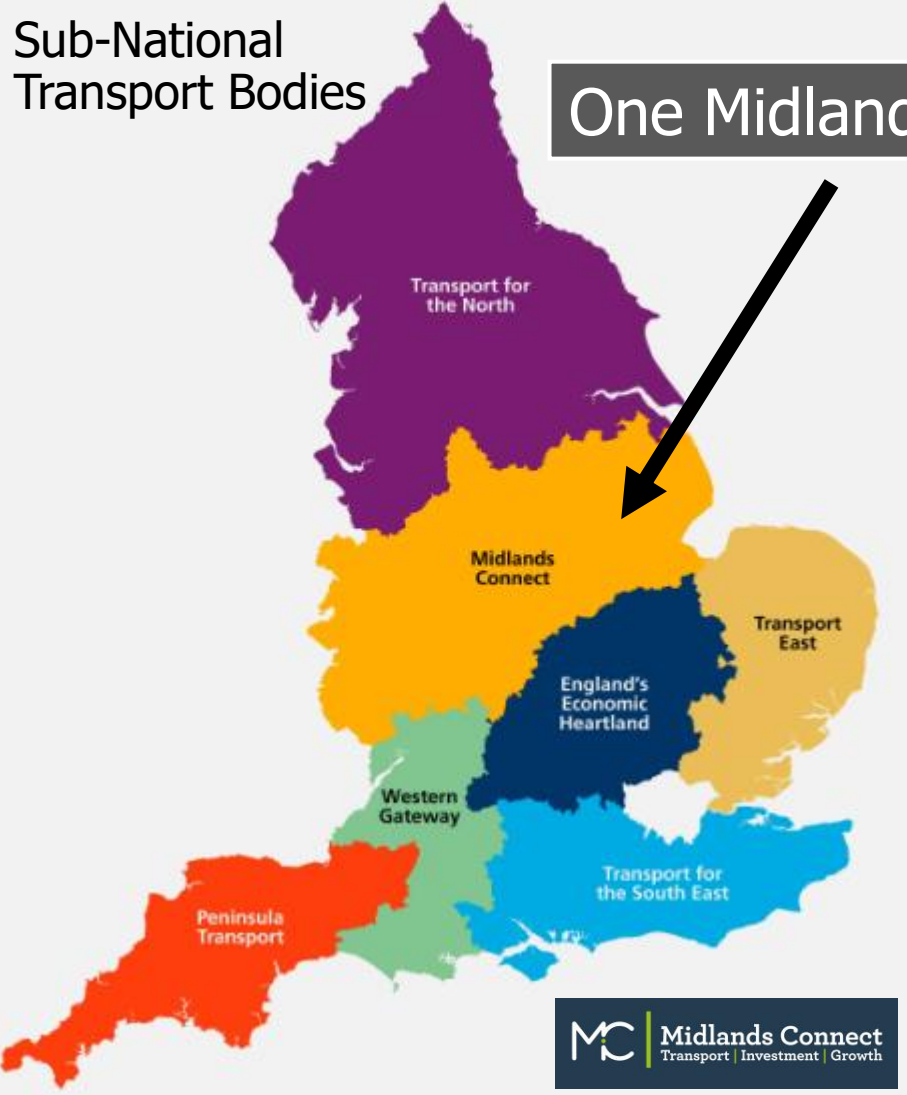 Sub-National
Transport Bodies
One Midland
Transport for
the North
Midlands
Connect
Transport
East
England's
Economic
Heartland
Western
Gateway
Transport for
the South East
Peninsula
Transport
MC
Midlands Connect
Transport | Investment | Growth